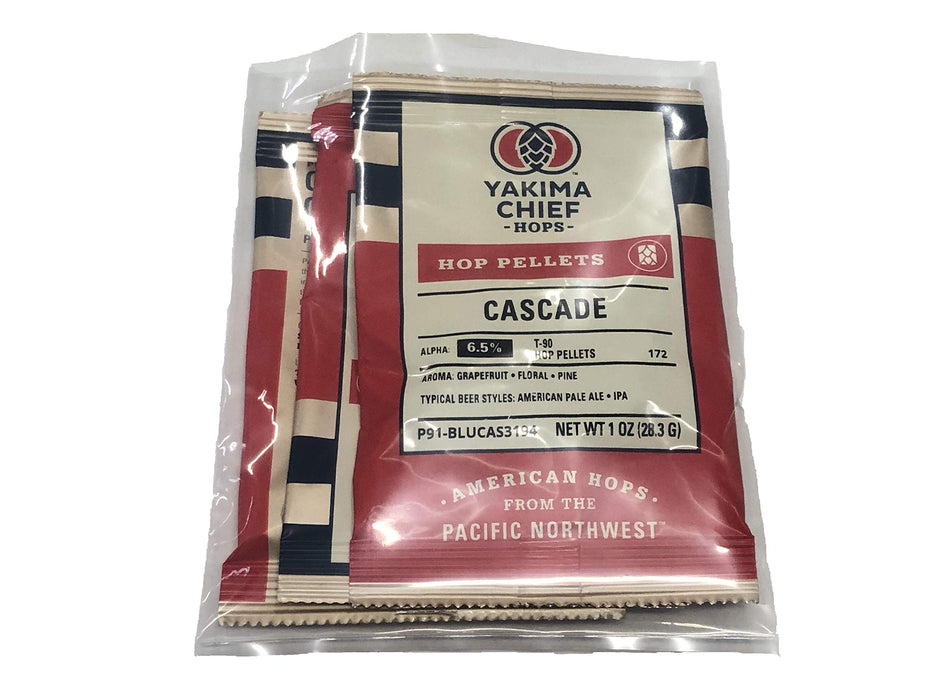 YAKIMA
CHIEF
-HOPS-
HOP PELLETS
CASCADE
ALPHA: 6.5% T-90 HOP PELLETS 172
AROMA: GRAPEFRUIT • FLORAL • PINE
TYPICAL BEER STYLES: AMERICAN PALE ALE • IPA
P91-BLUCAS3194 NET WT 1 OZ (28.3 G)
• AMERICAN HOPS •
FROM THE
PACIFIC NORTHWEST™